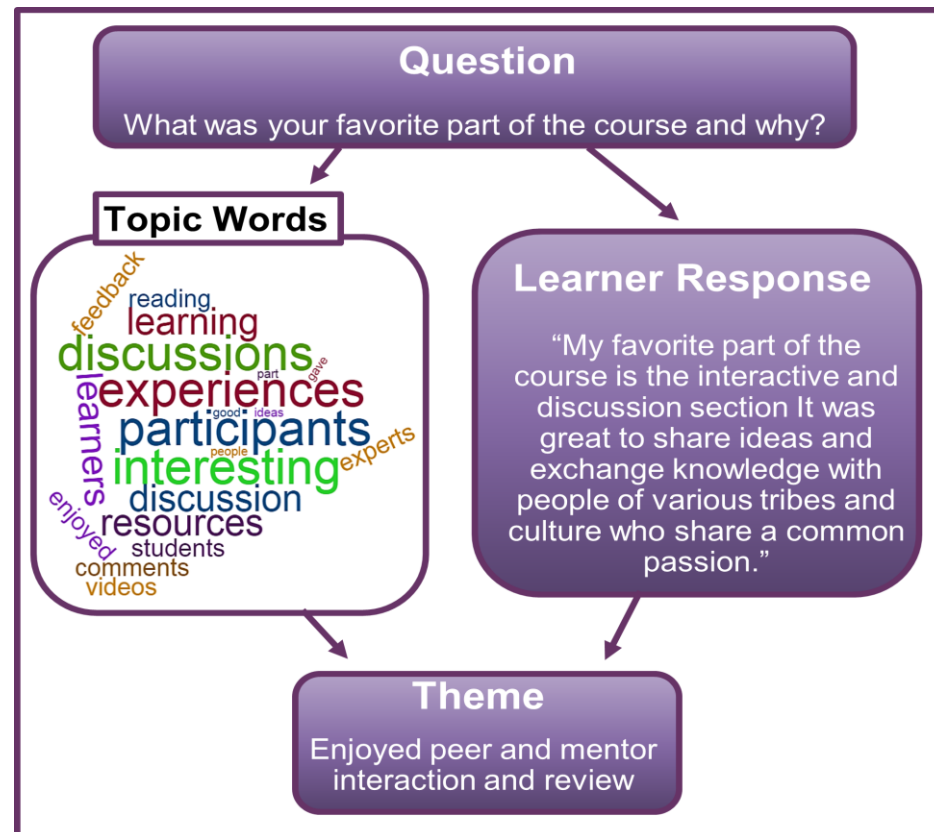 Question
What was your favorite part of the course and why?
Topic Words
feedback
reading
learning
discussions
part
gave
experiences
learners
good
ideas
participants
people
experts
interesting
enjoyed
discussion
resources
students
comments
videos
Learner Response
“My favorite part of the
course is the interactive and
discussion section It was
great to share ideas and
exchange knowledge with
people of various tribes and
culture who share a common
passion.”
Theme
Enjoyed peer and mentor
interaction and review